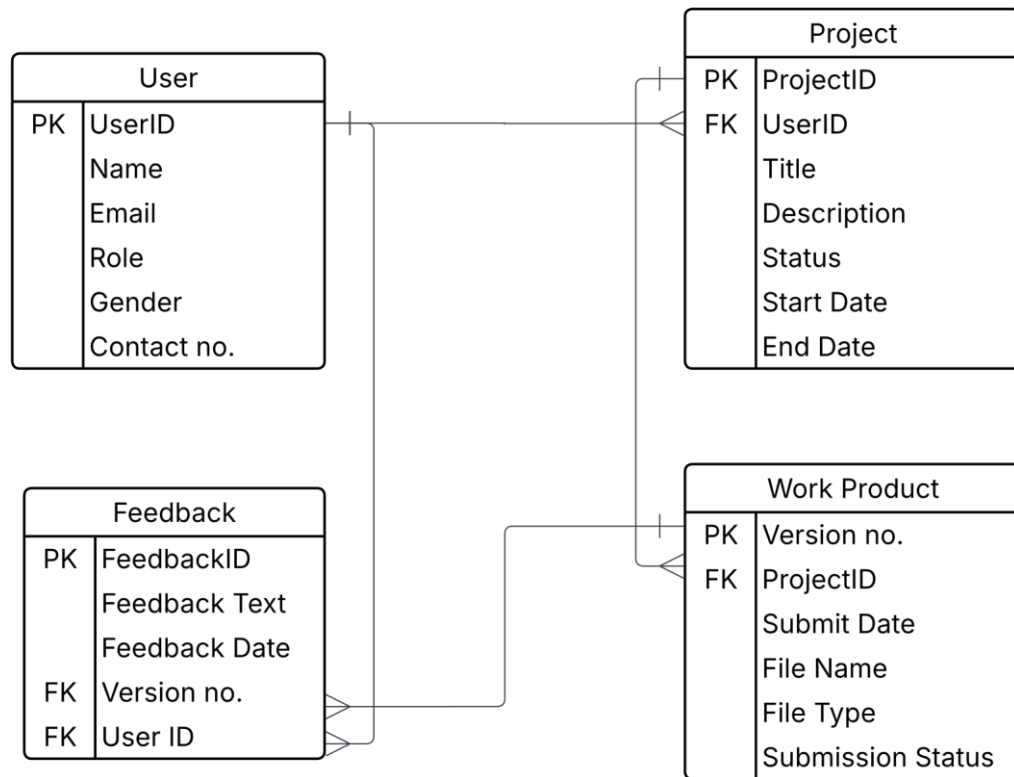 User
PK UserID
Name
Email
Role
Gender
Contact no.
Project
PK ProjectID
FK UserID
Title
Description
Status
Start Date
End Date
Feedback
PK FeedbackID
Feedback Text
Feedback Date
FK Version no.
FK User ID
Work Product
PK Version no.
FK ProjectID
Submit Date
File Name
File Type
Submission Status